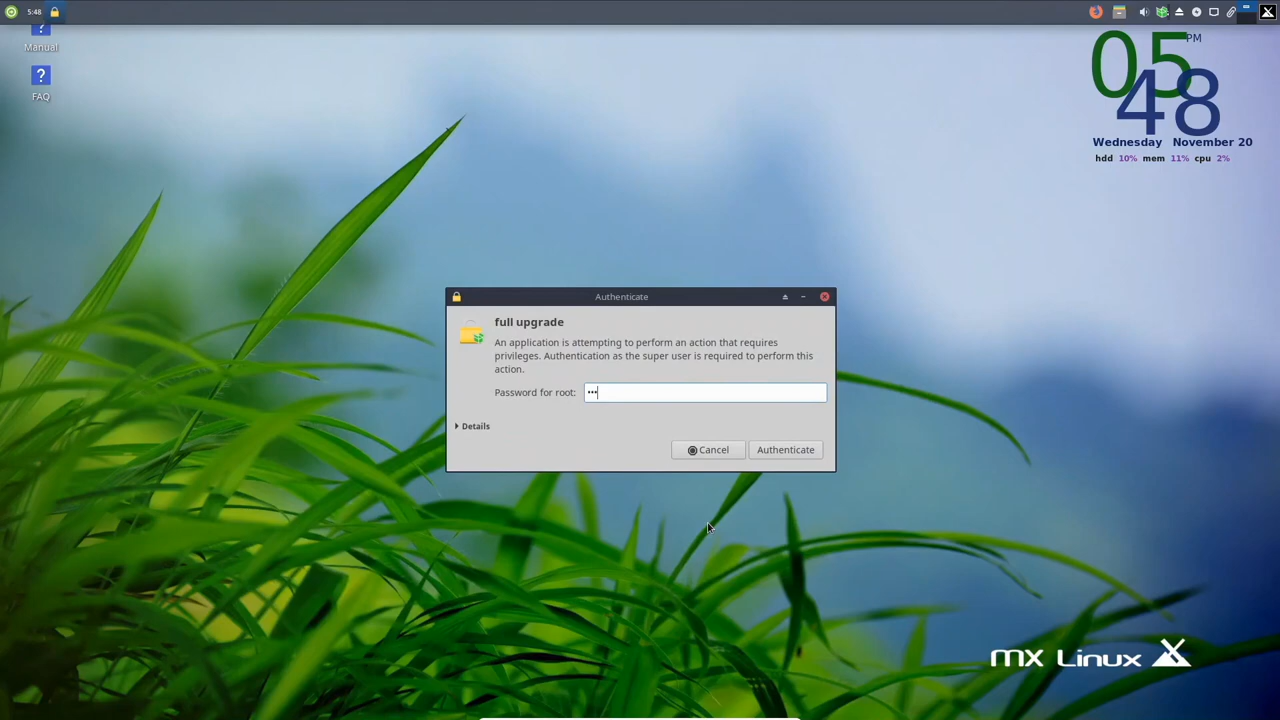 5:48
Manual
FAQ
05
PM
48
Wednesday November 20
hdd 10% mem 11% cpu 2%
Authenticate
full upgrade
An application is attempting to perform an action that requires
privileges. Authentication as the super user is required to perform this
action.
Password for root: •••
Details
Cancel Authenticate
MX Linux